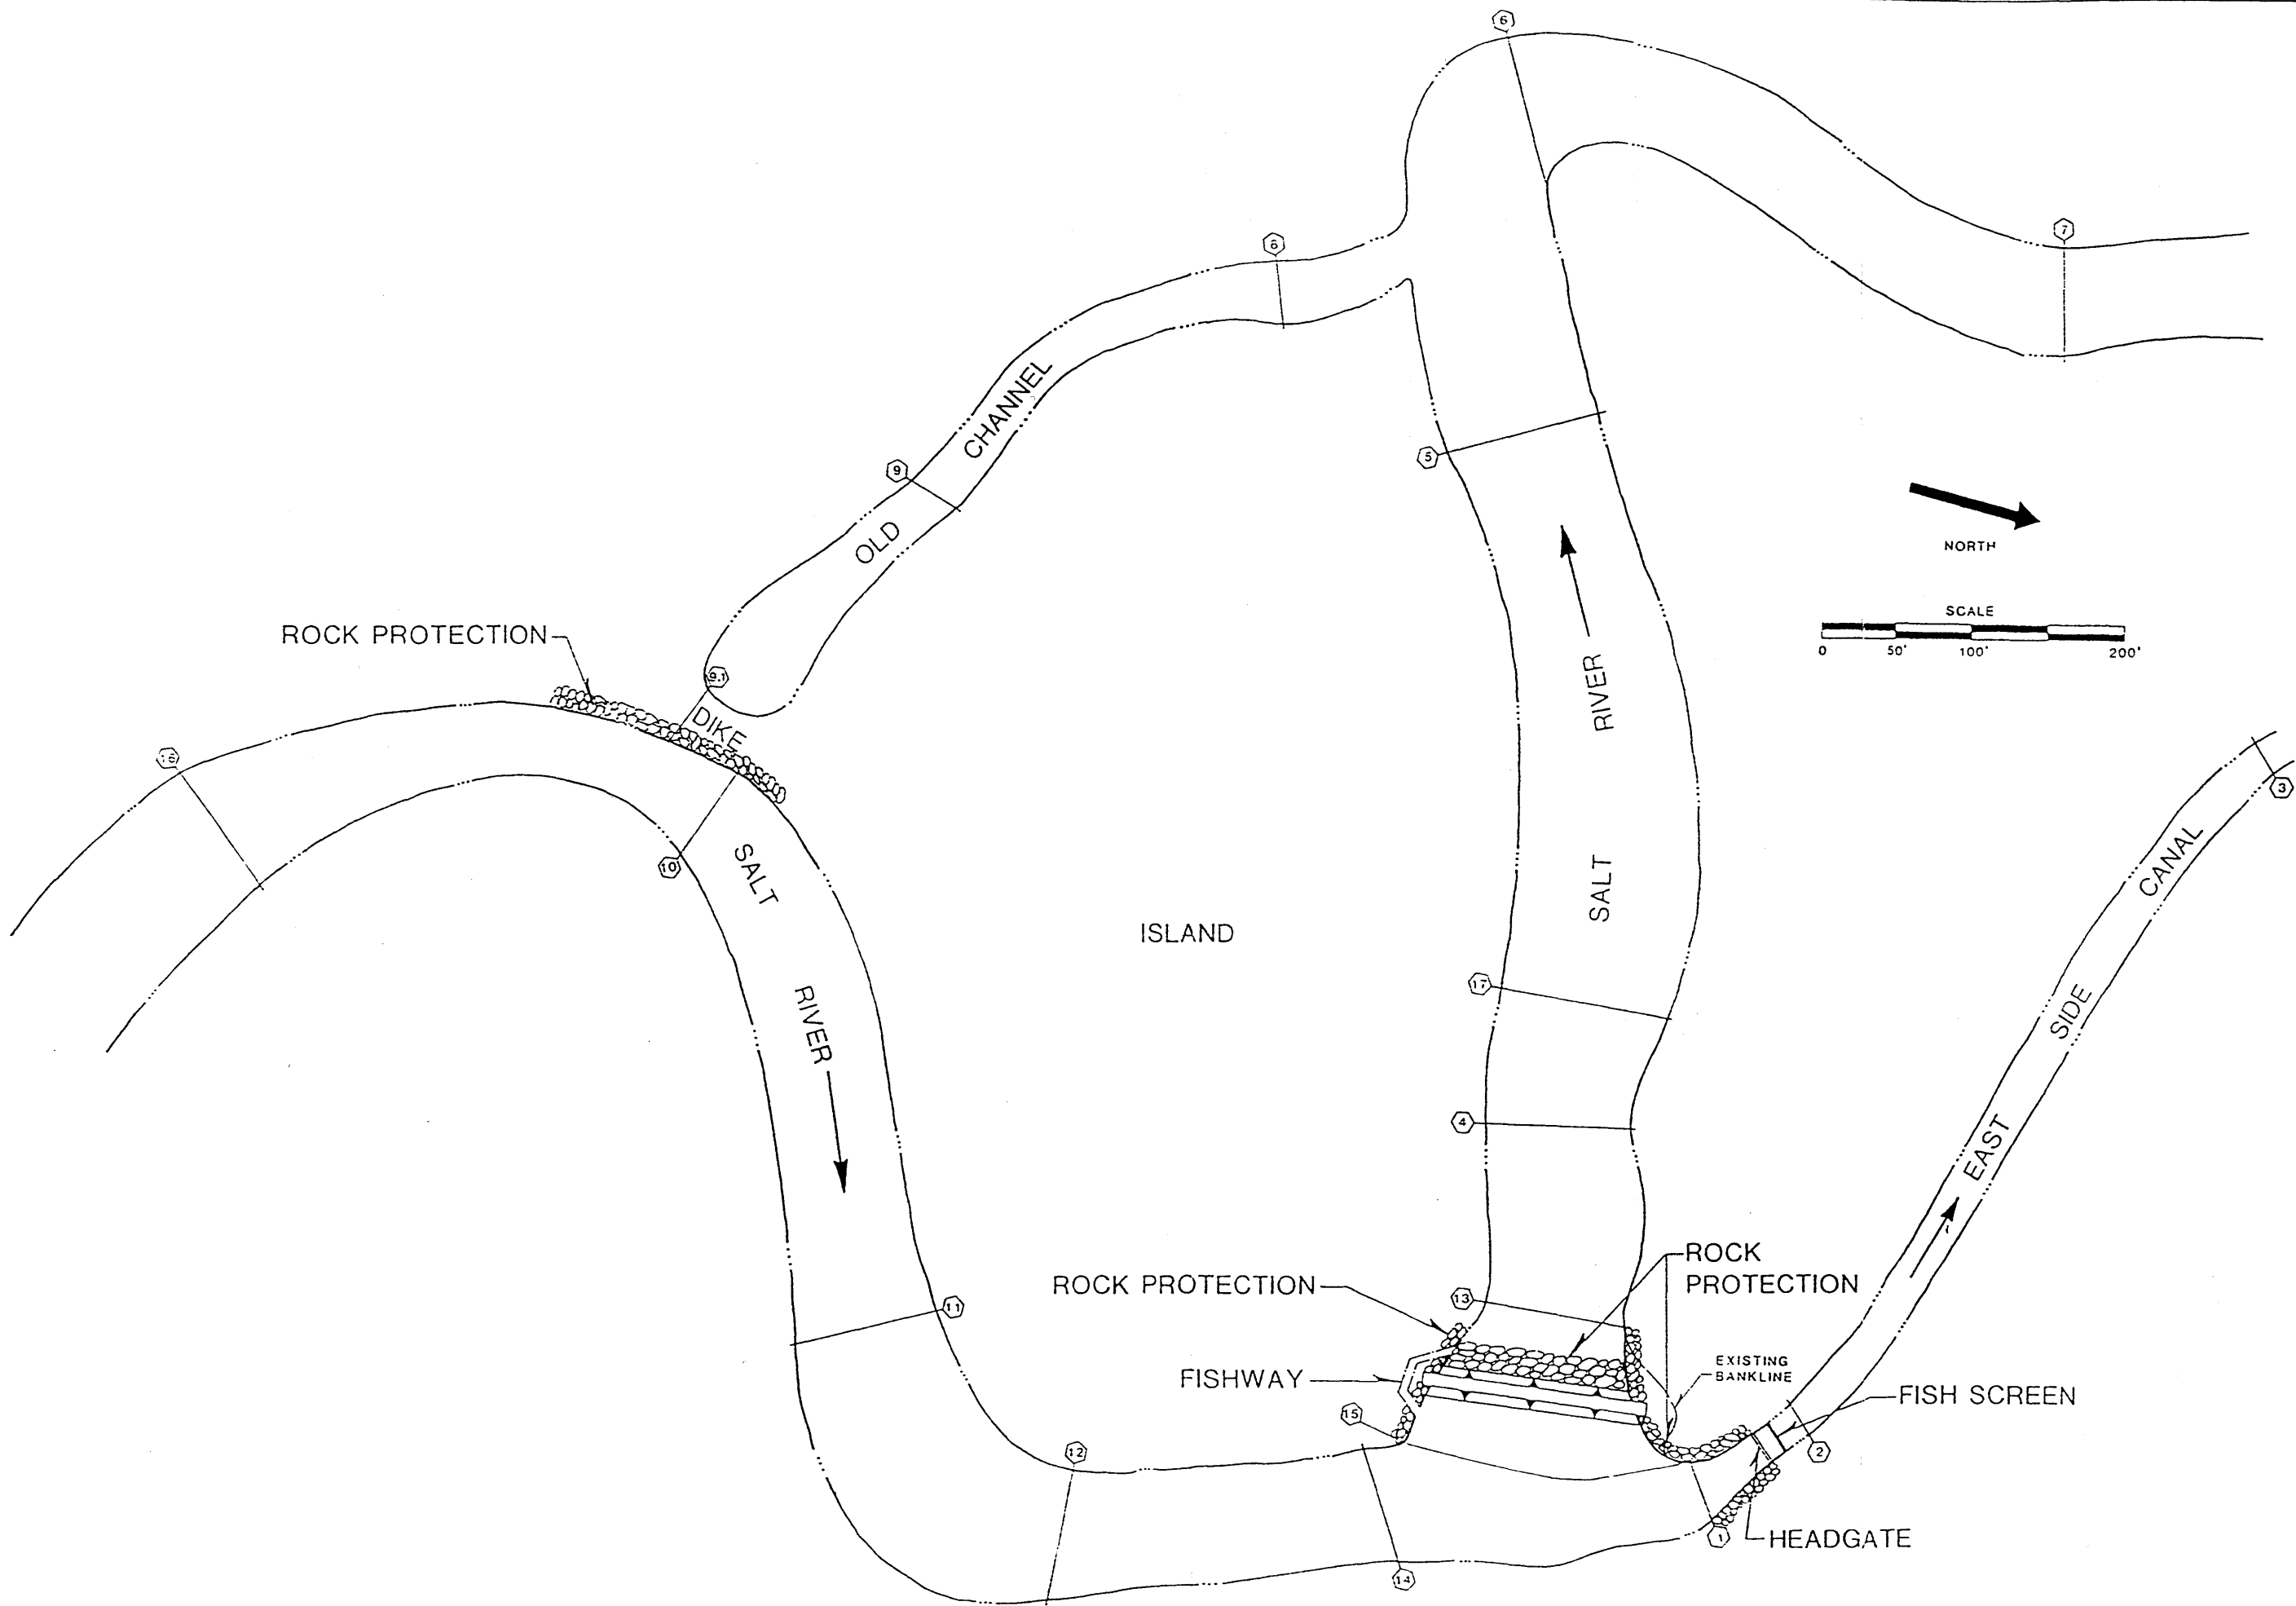 6
7
8
CHANNEL
9
5
OLD
NORTH
SCALE
0 50' 100' 200'
ROCK PROTECTION
9.1
DIKE
RIVER
16
10
3
SALT
SALT
CANAL
ISLAND
RIVER
17
SIDE
4
EAST
ROCK
PROTECTION
ROCK PROTECTION
13
11
EXISTING
BANKLINE
FISHWAY
FISH SCREEN
15
12
2
1
HEADGATE
14